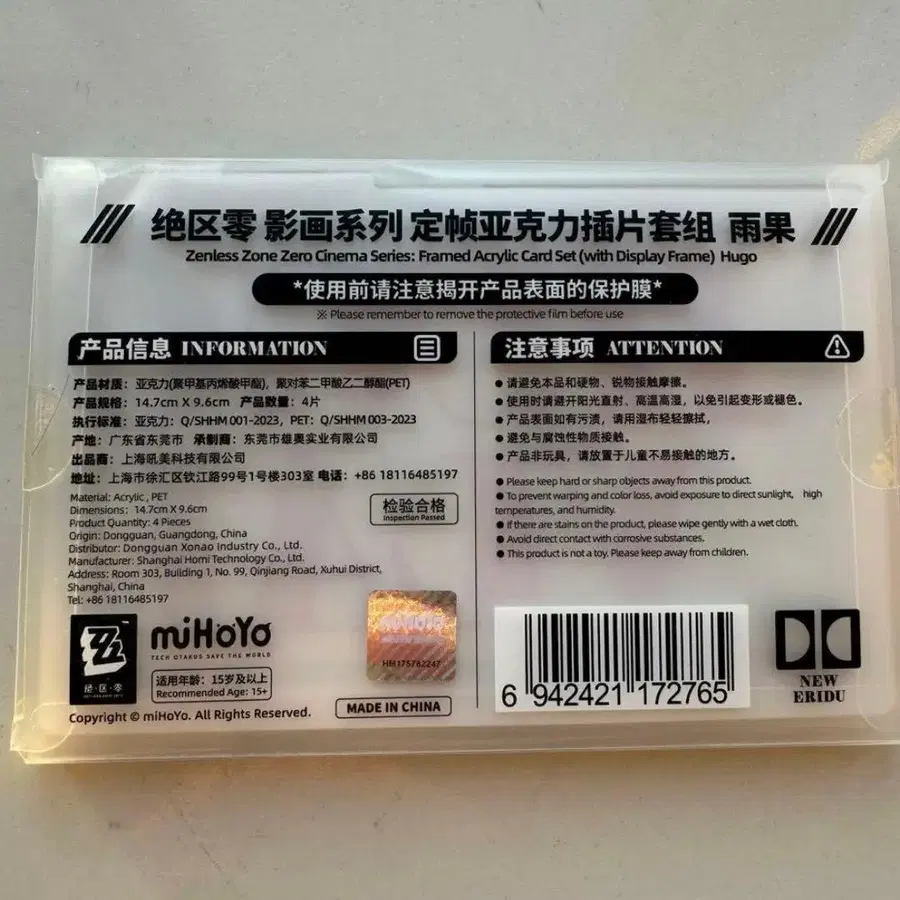 绝区零 影画系列 定帧亚克力插片套组 雨果
Zenless Zone Zero Cinema Series: Framed Acrylic Card Set (with Display Frame) Hugo
*使用前请注意揭开产品表面的保护膜*
※ Please remember to remove the protective film before use
产品信息 INFORMATION
产品材质：亚克力(聚甲基丙烯酸甲酯)，聚对苯二甲酸乙二醇酯(PET)
产品规格：14.7cm X 9.6cm 产品数量：4片
执行标准：亚克力：Q/SHHM 001-2023，PET：Q/SHHM 003-2023
产地：广东省东莞市 承制商：东莞市雄奥实业有限公司
出品商：上海吼美科技有限公司
地址：上海市徐汇区钦江路99号1号楼303室 电话：+86 18116485197
Material: Acrylic , PET
Dimensions: 14.7cm X 9.6cm
Product Quantity: 4 Pieces
Origin: Dongguan, Guangdong, China
Distributor: Dongguan Xonao Industry Co., Ltd.
Manufacturer: Shanghai Homi Technology Co., Ltd.
Address: Room 303, Building 1, No. 99, Qinjiang Road, Xuhui District,
Shanghai, China
Tel: +86 18116485197
检验合格
Inspection Passed
绝·区·零
miHoYo
TECH OTAKUS SAVE THE WORLD
适用年龄：15岁及以上
Recommended Age: 15+
miHoYo
HM175762247
Copyright © miHoYo. All Rights Reserved.
MADE IN CHINA
注意事项 ATTENTION
● 请避免本品和硬物、锐物接触摩擦。
● 使用时请避开阳光直射、高温高湿，以免引起变形或褪色。
● 产品表面如有污渍，请用湿布轻轻擦拭，
● 避免与腐蚀性物质接触。
● 产品非玩具，请放置于儿童不易接触的地方。
● Please keep hard or sharp objects away from this product.
● To prevent warping and color loss, avoid exposure to direct sunlight, high
temperatures, and humidity.
● If there are stains on the product, please wipe gently with a wet cloth.
● Avoid direct contact with corrosive substances.
● This product is not a toy. Please keep away from children.
6 942421 172765
NEW
ERIDU